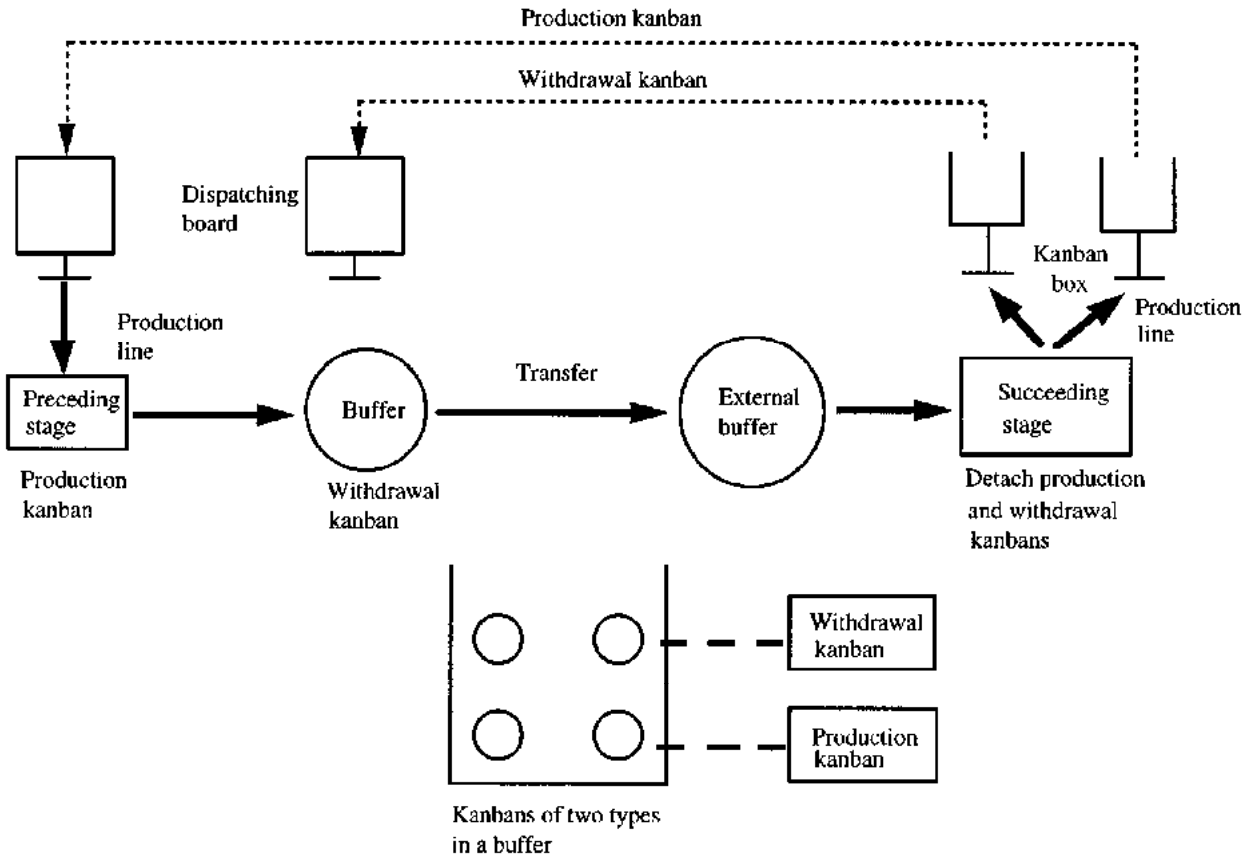 Production kanban
Withdrawal kanban
Dispatching
board
Kanban
box
Production
line
Production
line
Preceding
stage
Buffer
Transfer
External
buffer
Succeeding
stage
Production
kanban
Withdrawal
kanban
Detach production
and withdrawal
kanbans
Withdrawal
kanban
Production
kanban
Kanbans of two types
in a buffer